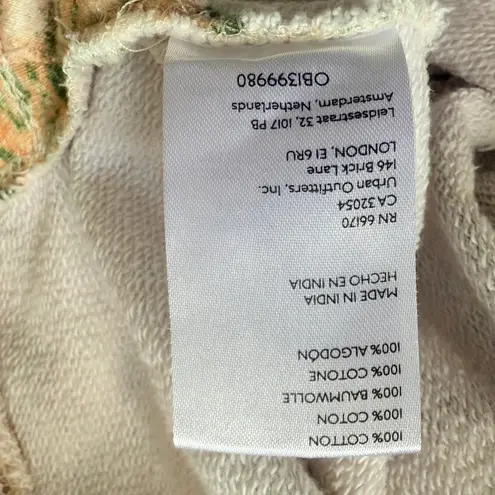 100% COTTON
100% COTON
100% BAUMWOLLE
100% COTONE
100% ALGODÓN
MADE IN INDIA
HECHO EN INDIA
RN 66170
CA 32054
Urban Outfitters, Inc.
146 Brick Lane
LONDON, E1 6RU
Leidsestraat 32, 1017 PB
Amsterdam, Netherlands
OB1399980